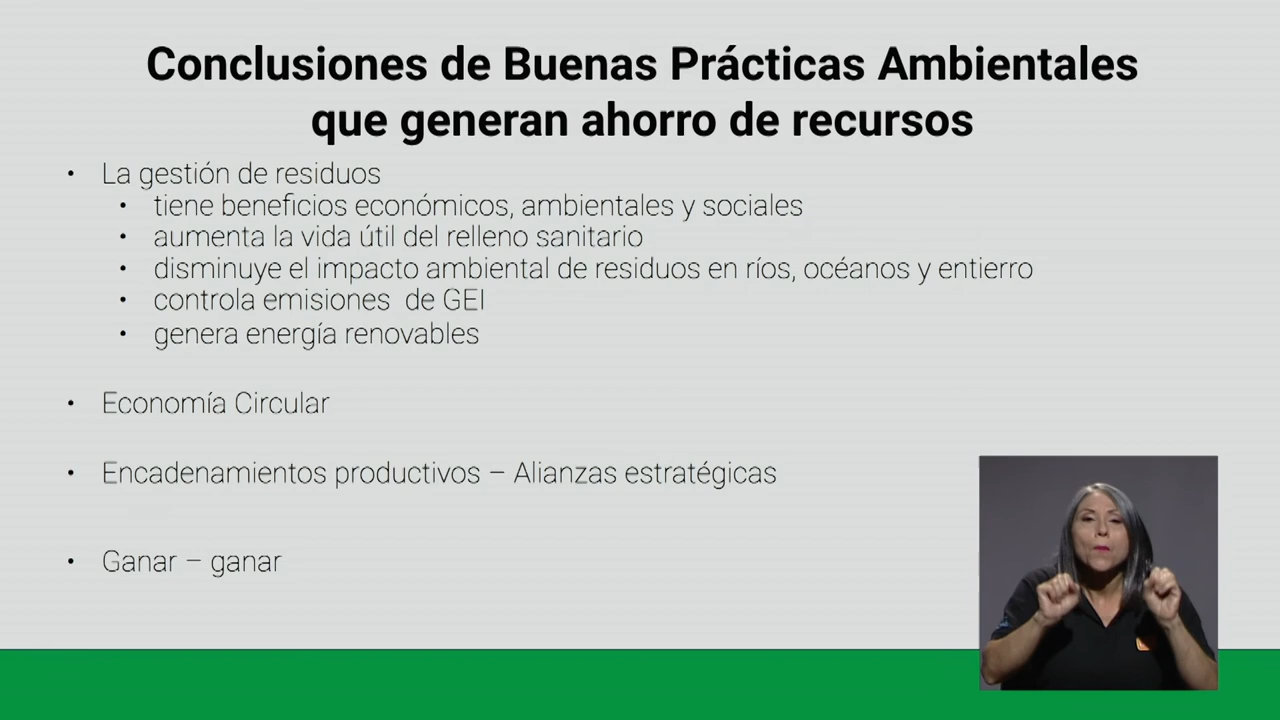 Conclusiones de Buenas Prácticas Ambientales
que generan ahorro de recursos
• La gestión de residuos
• tiene beneficios económicos, ambientales y sociales
• aumenta la vida útil del relleno sanitario
• disminuye el impacto ambiental de residuos en ríos, océanos y entierro
• controla emisiones  de GEI
• genera energía renovables
• Economía Circular
• Encadenamientos productivos – Alianzas estratégicas
• Ganar – ganar